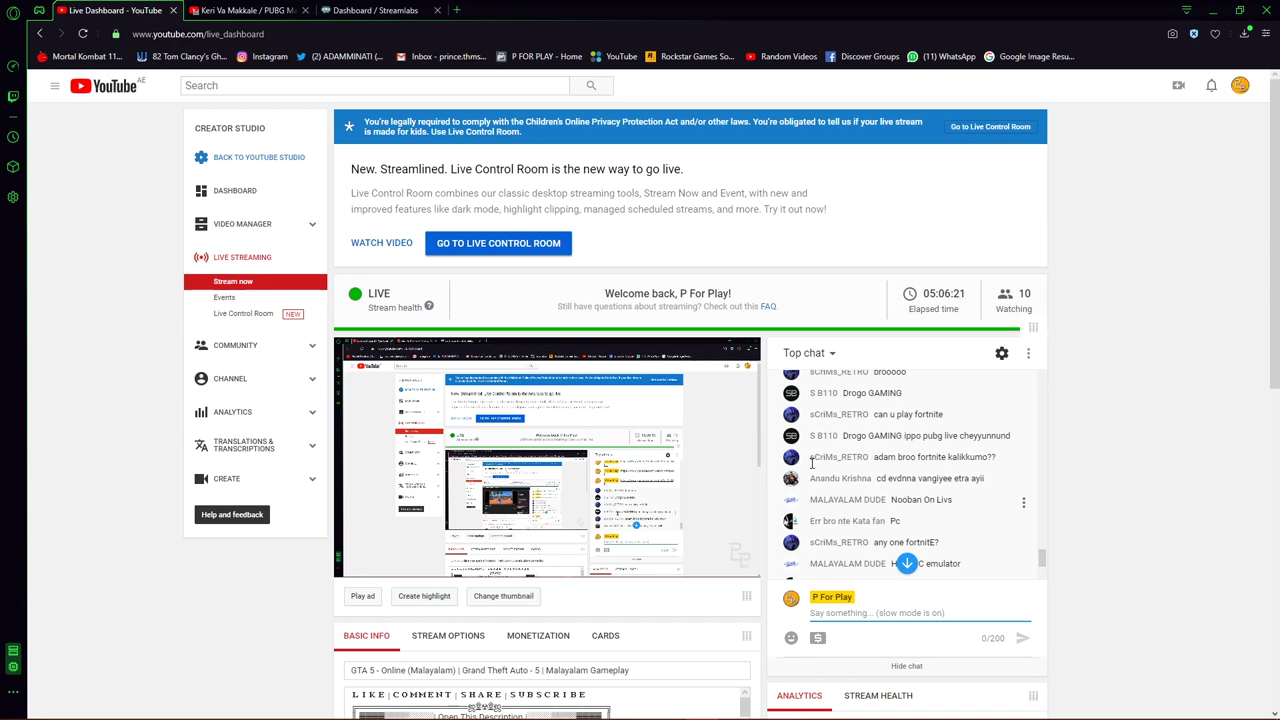 Live Dashboard - YouTube
Keri Va Makkale / PUBG M
Dashboard / Streamlabs
www.youtube.com/live_dashboard
Mortal Kombat 11...
82 Tom Clancy's Gh...
Instagram
(2) ADAMMINATI (...
Inbox - prince.thms...
P FOR PLAY - Home...
YouTube
Rockstar Games So...
Random Videos
Discover Groups
(11) WhatsApp
Google Image Resu...
YouTube AE
Search
CREATOR STUDIO
BACK TO YOUTUBE STUDIO
DASHBOARD
VIDEO MANAGER
LIVE STREAMING
Stream now
Events
Live Control Room NEW
COMMUNITY
CHANNEL
ANALYTICS
TRANSLATIONS &
TRANSCRIPTIONS
CREATE
Help and feedback
You're legally required to comply with the Children's Online Privacy Protection Act and/or other laws. You're obligated to tell us if your live stream
is made for kids. Use Live Control Room.
Go to Live Control Room
New. Streamlined. Live Control Room is the new way to go live.
Live Control Room combines our classic desktop streaming tools, Stream Now and Event, with new and
improved features like dark mode, highlight clipping, managed scheduled streams, and more. Try it out now!
WATCH VIDEO
GO TO LIVE CONTROL ROOM
LIVE
Stream health
Welcome back, P For Play!
Still have questions about streaming? Check out this FAQ.
05:06:21
Elapsed time
10
Watching
Play ad
Create highlight
Change thumbnail
BASIC INFO
STREAM OPTIONS
MONETIZATION
CARDS
GTA 5 - Online (Malayalam) | Grand Theft Auto - 5 | Malayalam Gameplay
LIKE|COMMENT|SHARE|SUBSCRIBE
Open This Description
Top chat
sCriMs_RETRO brooooo
S B110 Drogo GAMING
sCriMs_RETRO can u play fortnite
S B110 Drogo GAMING ippo pubg live cheyyunnund
sCriMs_RETRO adam broo fortnite kalikkumo??
Anandu Krishna cd evdnna vangiyee etra ayii
MALAYALAM DUDE Nooban On Livs
Err bro nte Kata fan Pc
sCriMs_RETRO any one fortnitE?
MALAYALAM DUDE emulator
P For Play
Say something... (slow mode is on)
0/200
Hide chat
ANALYTICS
STREAM HEALTH